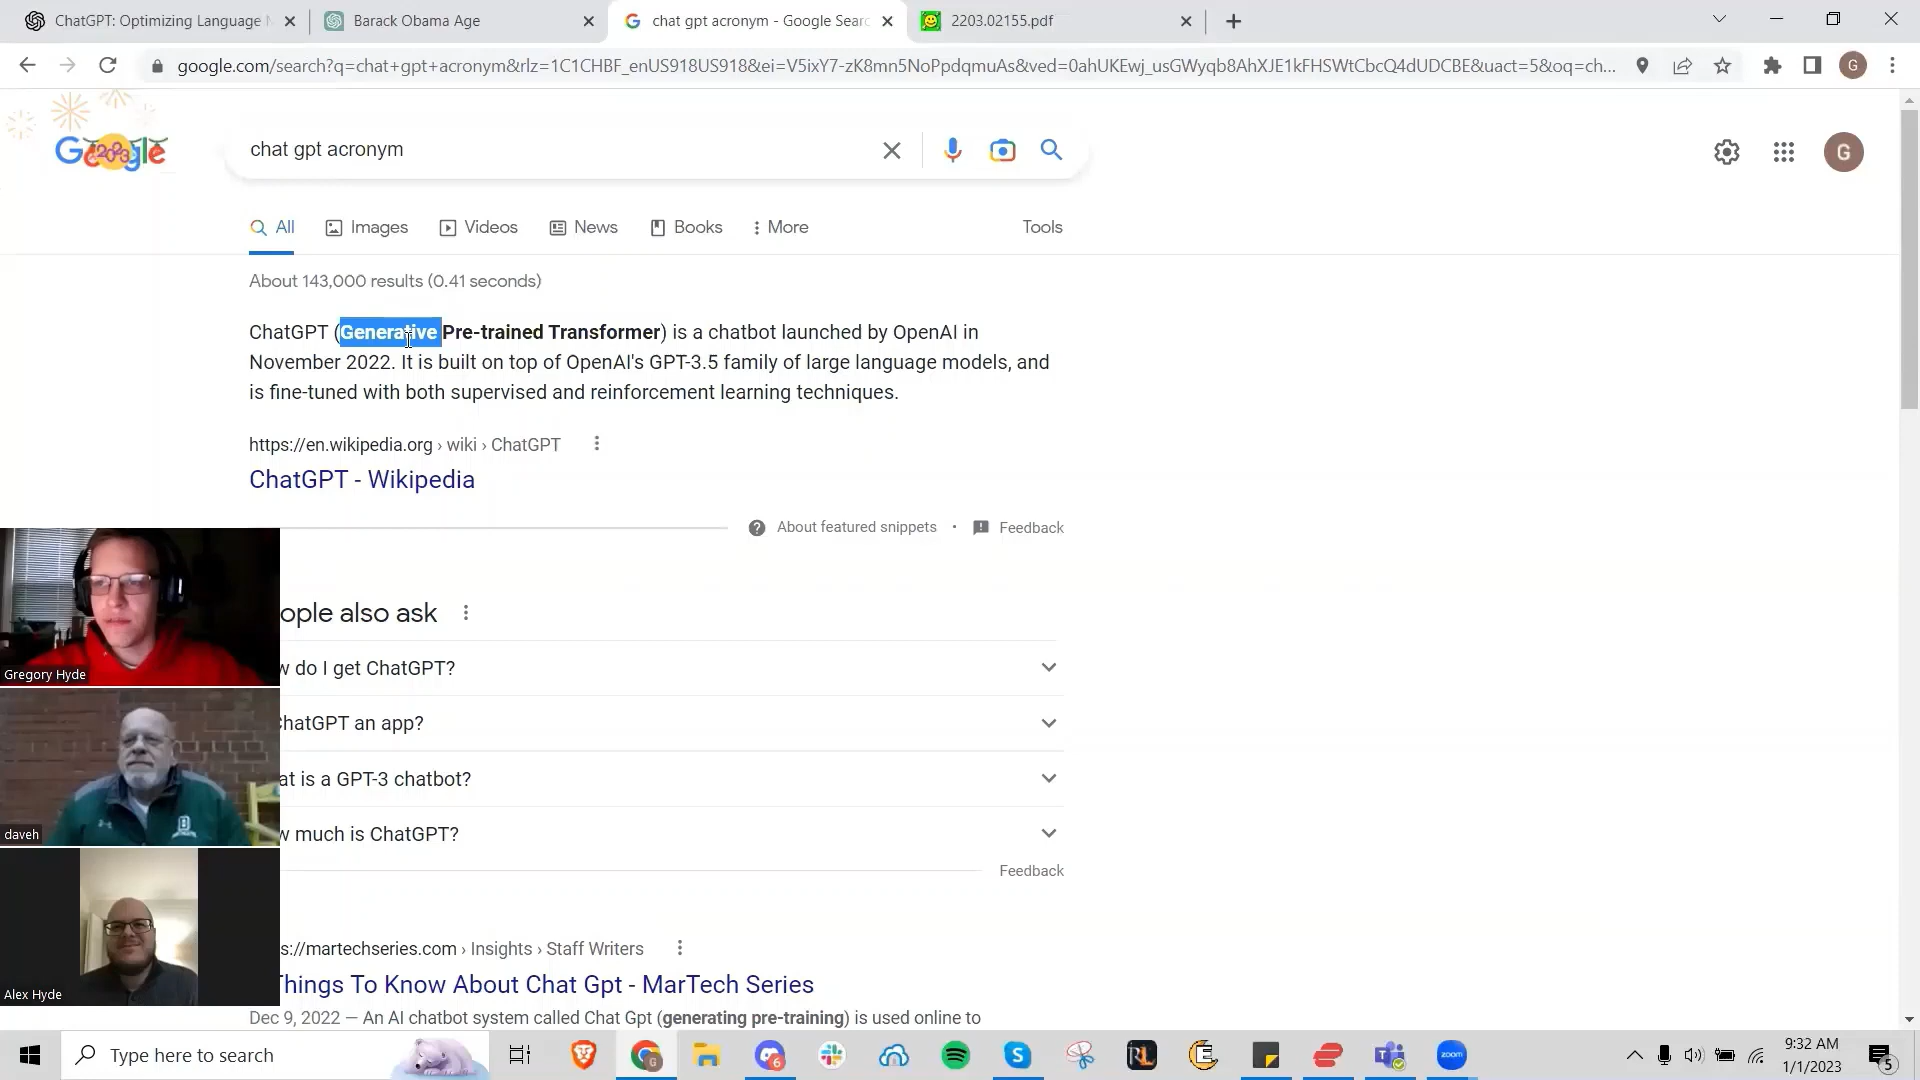 ChatGPT: Optimizing Language M
Barack Obama Age
chat gpt acronym - Google Searc
2203.02155.pdf
google.com/search?q=chat+gpt+acronym&rlz=1C1CHBF_enUS918US918&ei=V5ixY7-zK8mn5NoPpdqmuAs&ved=0ahUKEwj_usGWyqb8AhXJE1kFHSWtCbcQ4dUDCBE&uact=5&oq=ch...
G
Google
2023
chat gpt acronym
G
All
Images
Videos
News
Books
More
Tools
About 143,000 results (0.41 seconds)
ChatGPT (Generative Pre-trained Transformer) is a chatbot launched by OpenAI in
November 2022. It is built on top of OpenAI's GPT-3.5 family of large language models, and
is fine-tuned with both supervised and reinforcement learning techniques.
https://en.wikipedia.org › wiki › ChatGPT
ChatGPT - Wikipedia
About featured snippets • Feedback
ople also ask
w do I get ChatGPT?
ChatGPT an app?
at is a GPT-3 chatbot?
w much is ChatGPT?
Feedback
s://martechseries.com › Insights › Staff Writers
Things To Know About Chat Gpt - MarTech Series
Dec 9, 2022 — An AI chatbot system called Chat Gpt (generating pre-training) is used online to
Gregory Hyde
daveh
Alex Hyde
Type here to search
G
6
S
RL
zoom
9:32 AM
1/1/2023
5